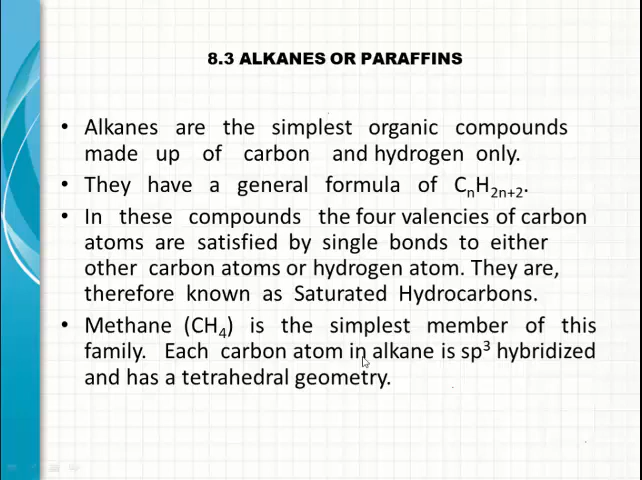 8.3 ALKANES OR PARAFFINS
• Alkanes are the simplest organic compounds
made up of carbon and hydrogen only.
• They have a general formula of CₙH₂ₙ₊₂.
• In these compounds the four valencies of carbon
atoms are satisfied by single bonds to either
other carbon atoms or hydrogen atom. They are,
therefore known as Saturated Hydrocarbons.
• Methane (CH₄) is the simplest member of this
family. Each carbon atom in alkane is sp³ hybridized
and has a tetrahedral geometry.